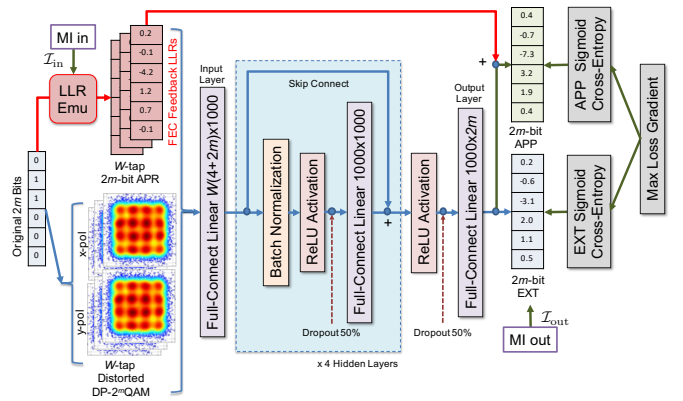 MI in
𝓘in
LLR
Emu
0
1
1
0
0
0
Original 2m Bits
0.2
-0.1
-4.2
1.2
0.7
-0.1
FEC Feedback LLRs
W-tap
2m-bit APR
x-pol
y-pol
W-tap
Distorted
DP-2ᵐQAM
Input
Layer
Full-Connect Linear W(4+2m)x1000
Skip Connect
Batch Normalization
ReLU Activation
Full-Connect Linear 1000x1000
+
Dropout 50%
x 4 Hidden Layers
ReLU Activation
Dropout 50%
Output
Layer
Full-Connect Linear 1000x2m
+
0.4
-0.7
-7.3
3.2
1.9
0.4
2m-bit
APP
0.2
-0.6
-3.1
2.0
1.1
0.5
2m-bit
EXT
𝓘out
MI out
APP Sigmoid
Cross-Entropy
EXT Sigmoid
Cross-Entropy
Max Loss Gradient